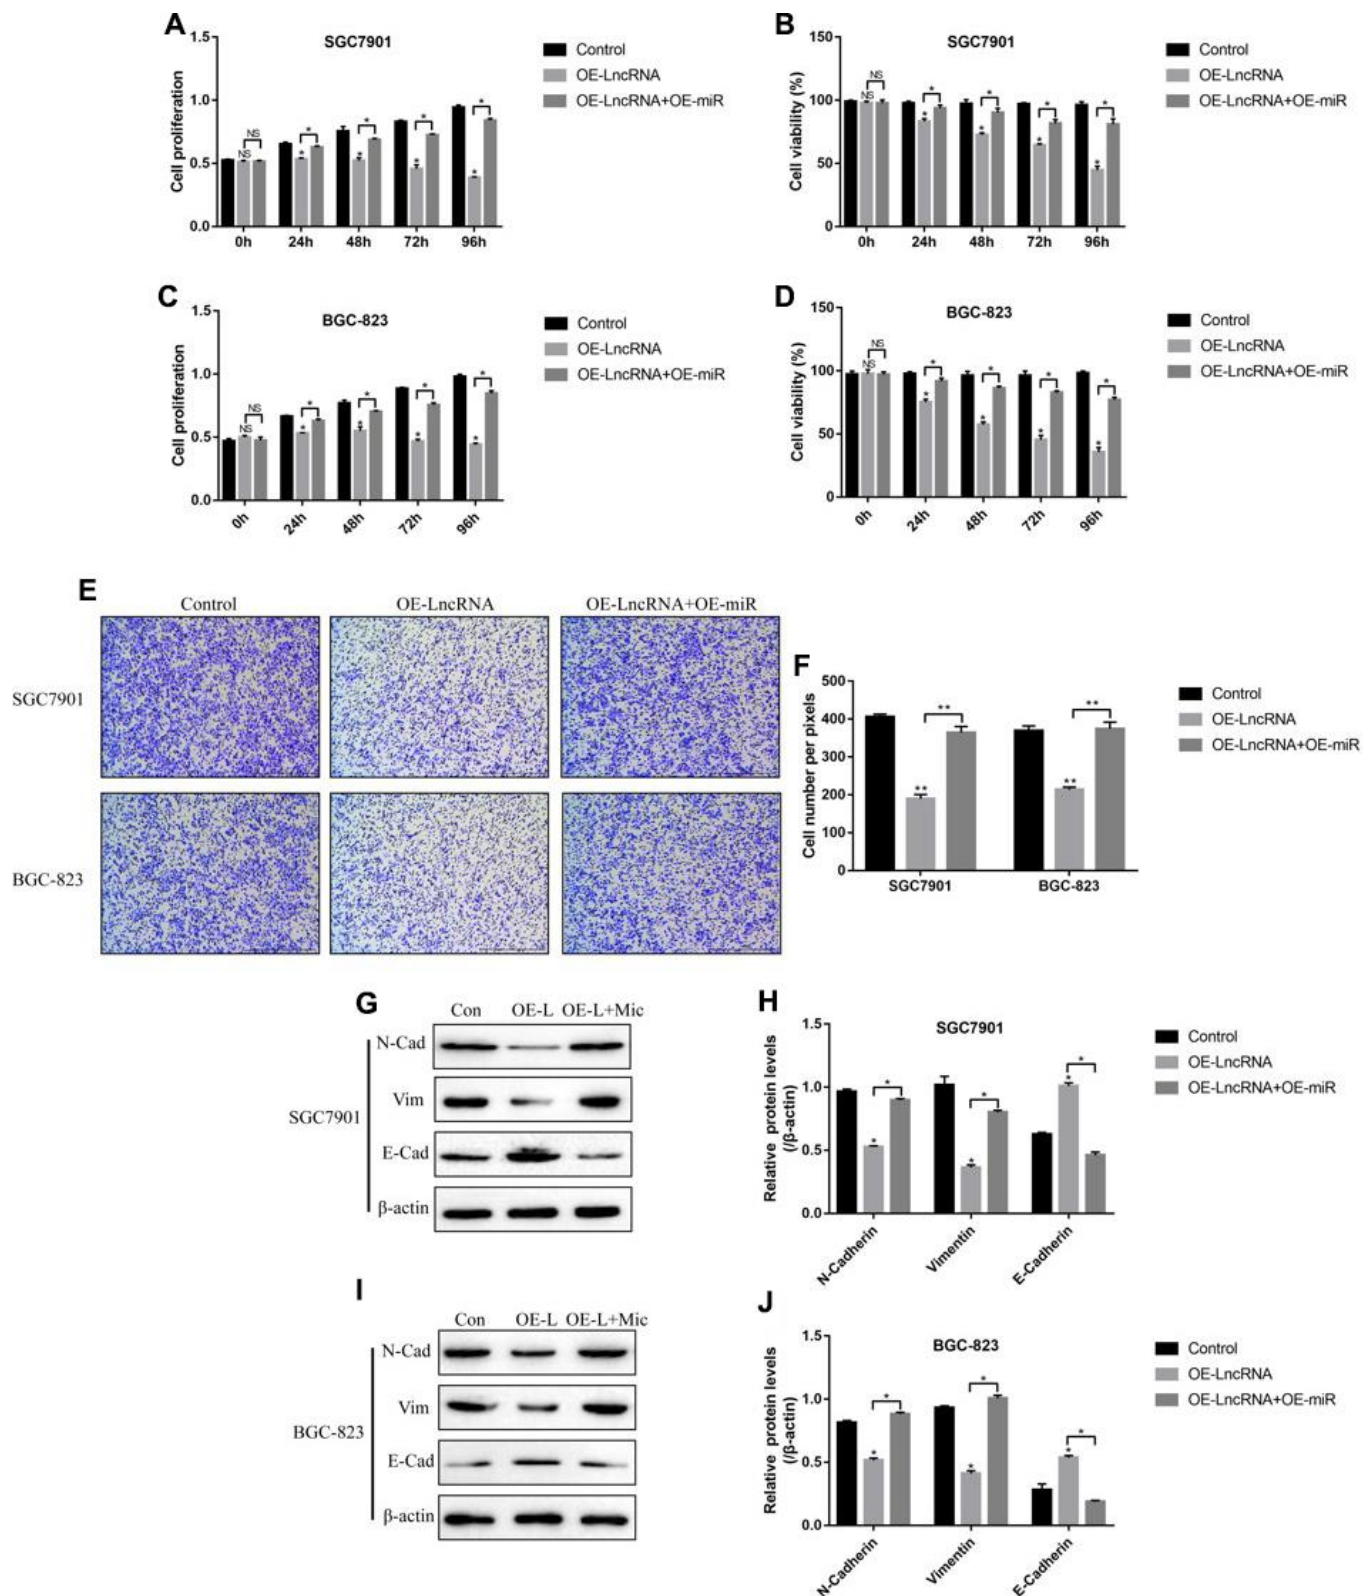 A
SGC7901
Cell proliferation
1.5
1.0
0.5
0.0
NS
NS
*
*
*
*
*
*
*
*
0h 24h 48h 72h 96h
Control
OE-LncRNA
OE-LncRNA+OE-miR
B
SGC7901
Cell viability (%)
150
100
50
0
NS
NS
*
*
*
*
*
*
*
*
0h 24h 48h 72h 96h
Control
OE-LncRNA
OE-LncRNA+OE-miR
C
BGC-823
Cell proliferation
1.5
1.0
0.5
0.0
NS
NS
*
*
*
*
*
*
*
*
0h 24h 48h 72h 96h
Control
OE-LncRNA
OE-LncRNA+OE-miR
D
BGC-823
Cell viability (%)
150
100
50
0
NS
NS
*
*
*
*
*
*
*
*
0h 24h 48h 72h 96h
Control
OE-LncRNA
OE-LncRNA+OE-miR
E
Control OE-LncRNA OE-LncRNA+OE-miR
SGC7901
BGC-823
F
Cell number per pixels
500
400
300
200
100
0
**
**
**
**
SGC7901 BGC-823
Control
OE-LncRNA
OE-LncRNA+OE-miR
G
Con OE-L OE-L+Mic
SGC7901
N-Cad
Vim
E-Cad
β-actin
H
SGC7901
Relative protein levels
(/β-actin)
1.5
1.0
0.5
0.0
*
*
*
*
*
*
N-Cadherin Vimentin E-Cadherin
Control
OE-LncRNA
OE-LncRNA+OE-miR
I
Con OE-L OE-L+Mic
BGC-823
N-Cad
Vim
E-Cad
β-actin
J
BGC-823
Relative protein levels
(/β-actin)
1.5
1.0
0.5
0.0
*
*
*
*
*
*
N-Cadherin Vimentin E-Cadherin
Control
OE-LncRNA
OE-LncRNA+OE-miR